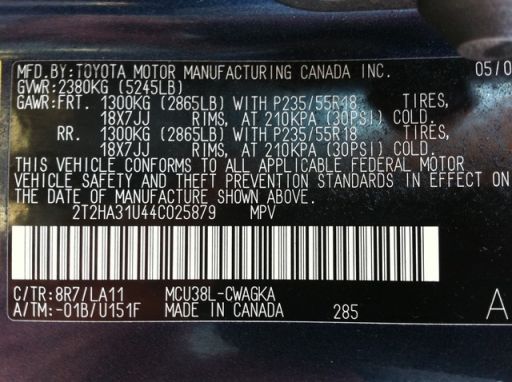 MFD.BY:TOYOTA MOTOR MANUFACTURING CANADA INC. 05/0
GVWR:2380KG (5245LB)
GAWR:FRT. 1300KG (2865LB) WITH P235/55R18 TIRES,
18X7JJ RIMS, AT 210KPA (30PSI) COLD.
RR. 1300KG (2865LB) WITH P235/55R18 TIRES,
18X7JJ RIMS, AT 210KPA (30PSI) COLD.
THIS VEHICLE CONFORMS TO ALL APPLICABLE FEDERAL MOTOR
VEHICLE SAFETY AND THEFT PREVENTION STANDARDS IN EFFECT ON
THE DATE OF MANUFACTURE SHOWN ABOVE.
2T2HA31U44C025879 MPV
C/TR:8R7/LA11 MCU38L-CWAGKA
A/TM:-01B/U151F MADE IN CANADA 285 A